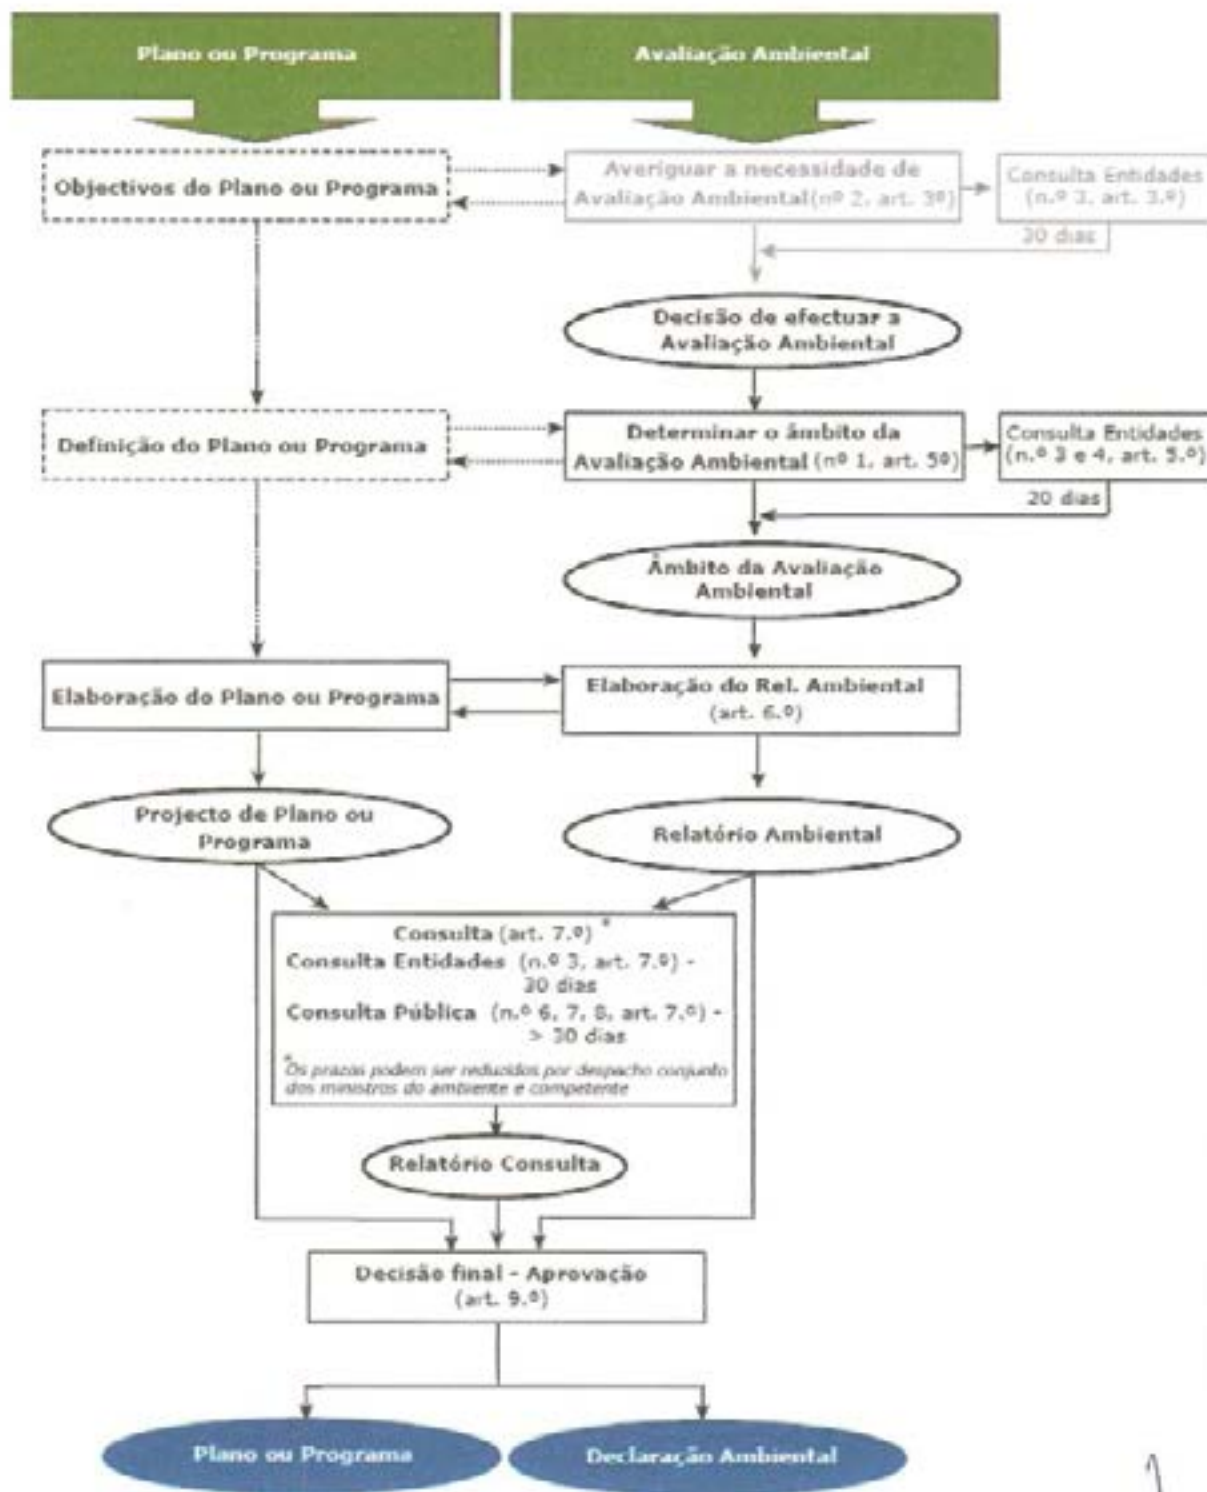 Plano ou Programa
Avaliação Ambiental
Objectivos do Plano ou Programa
Averiguar a necessidade de
Avaliação Ambiental (nº 2, art. 3º)
Consulta Entidades
(n.º 3, art. 3.º)
20 dias
Decisão de efectuar a
Avaliação Ambiental
Definição do Plano ou Programa
Determinar o âmbito da
Avaliação Ambiental (nº 1, art. 5º)
Consulta Entidades
(n.º 3 e 4, art. 5.º)
20 dias
Âmbito da Avaliação
Ambiental
Elaboração do Plano ou Programa
Elaboração do Rel. Ambiental
(art. 6.º)
Projecto de Plano ou
Programa
Relatório Ambiental
Consulta (art. 7.º) *
Consulta Entidades (n.º 3, art. 7.º) -
30 dias
Consulta Pública (n.º 6, 7, 8, art. 7.º) -
> 30 dias
*Os prazos podem ser reduzidos por despacho conjunto
dos ministros do ambiente e competente
Relatório Consulta
Decisão final - Aprovação
(art. 9.º)
Plano ou Programa
Declaração Ambiental